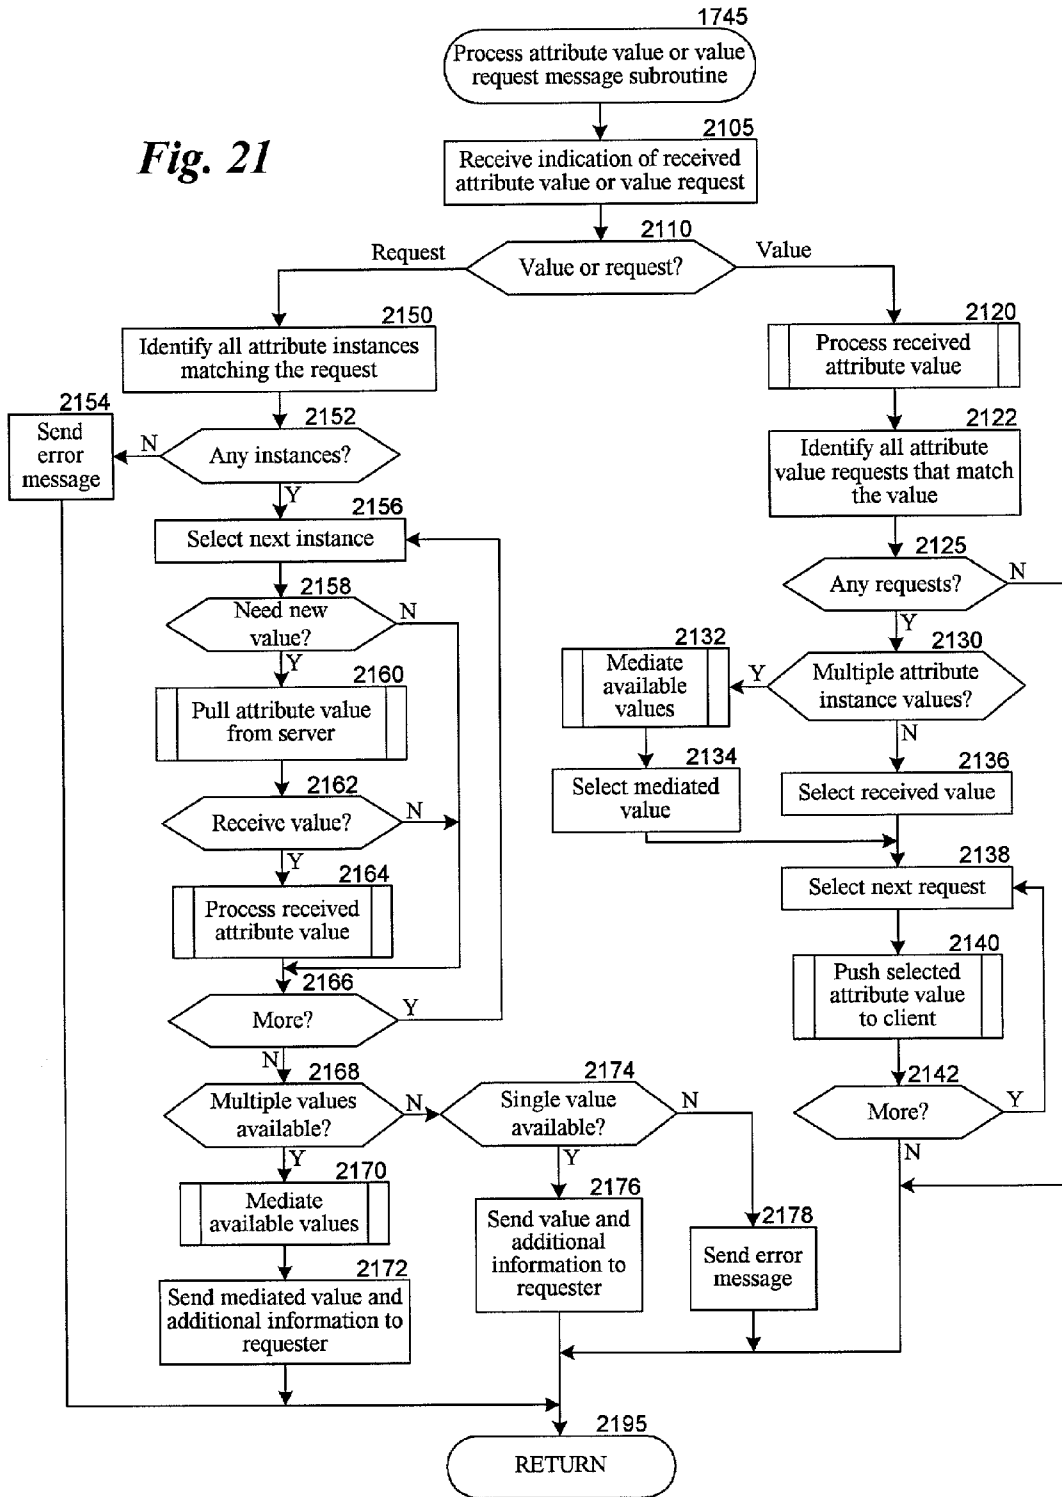 1745
Process attribute value or value
request message subroutine
Fig. 21
2105
Receive indication of received
attribute value or value request
2110
Value or request?
Request
Value
2150
Identify all attribute instances
matching the request
2120
Process received
attribute value
2154
Send
error
message
2152
Any instances?
N
Y
2122
Identify all attribute
value requests that match
the value
2156
Select next instance
2125
Any requests?
N
Y
2158
Need new
value?
N
Y
2132
Mediate
available
values
2130
Multiple attribute
instance values?
Y
N
2160
Pull attribute value
from server
2134
Select mediated
value
2136
Select received value
2162
Receive value?
N
Y
2138
Select next request
2164
Process received
attribute value
2140
Push selected
attribute value
to client
2166
More?
Y
N
2168
Multiple values
available?
N
Y
2174
Single value
available?
N
Y
2142
More?
Y
N
2170
Mediate
available values
2176
Send value and
additional
information to
requester
2178
Send error
message
2172
Send mediated value and
additional information to
requester
2195
RETURN